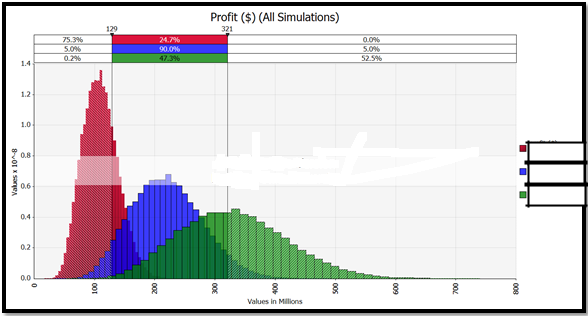 Profit ($) (All Simulations)
129 321
75.3% 24.7% 0.0%
5.0% 90.0% 5.0%
0.2% 47.3% 52.5%
1.4
1.2
1.0
0.8
0.6
0.4
0.2
0.0
Values x 10^-8
0 100 200 300 400 500 600 700 800
Values in Millions